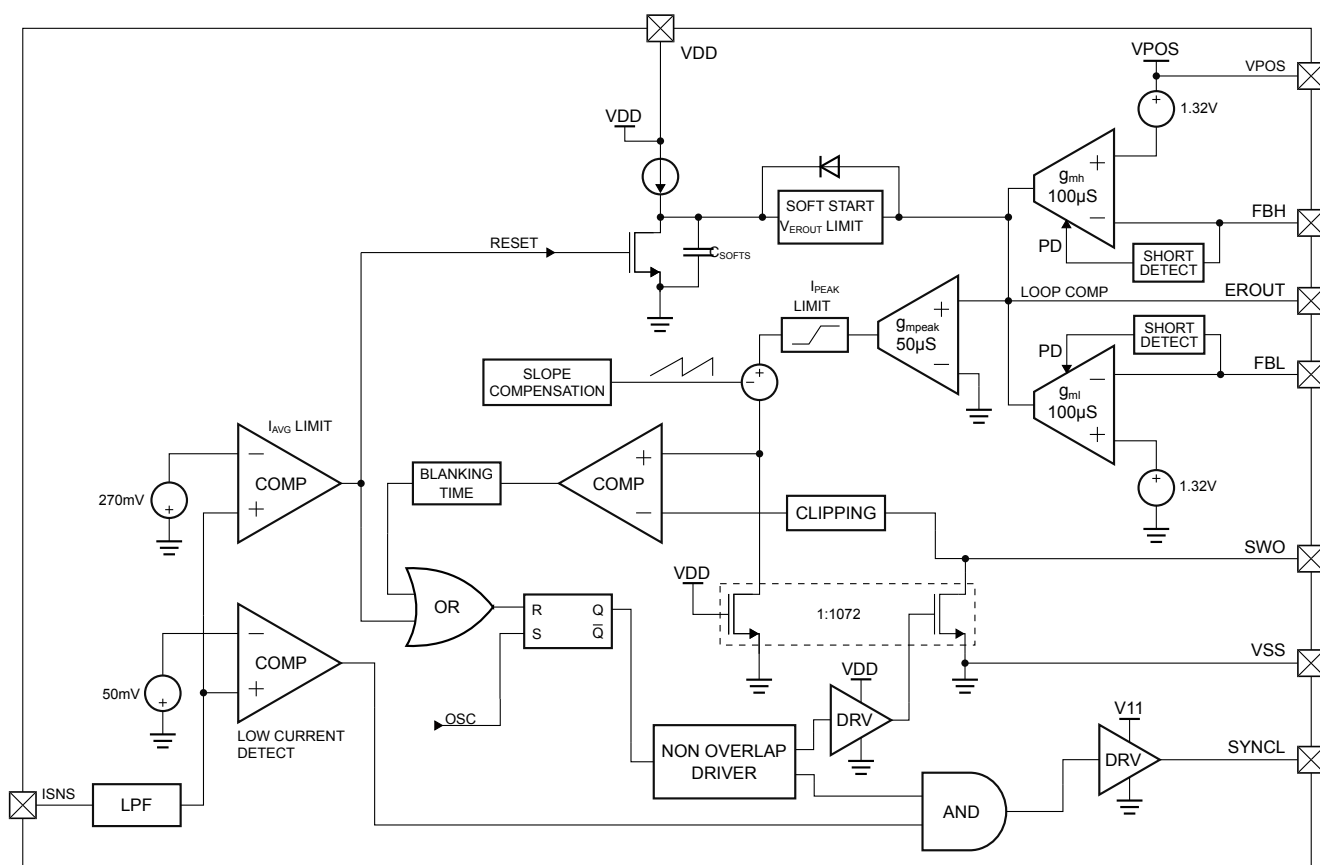 VDD
VPOS
VPOS
1.32V
VDD
+
gmh
100µS
−
SOFT START
VEROUT LIMIT
FBH
RESET
CSOFTS
PD
SHORT
DETECT
IPEAK
LIMIT
LOOP COMP
EROUT
+
gmpeak
50µS
−
SHORT
DETECT
PD
SLOPE
COMPENSATION
+
−
−
gml
100µS
+
FBL
IAVG LIMIT
−
COMP
+
270mV
+
BLANKING
TIME
+
COMP
−
1.32V
+
CLIPPING
SWO
VDD
1:1072
OR
R Q
S Q̅
VSS
−
COMP
+
50mV
+
VDD
OSC
DRV
V11
LOW CURRENT
DETECT
NON OVERLAP
DRIVER
DRV
SYNCL
ISNS
LPF
AND